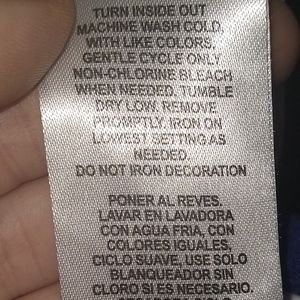 TURN INSIDE OUT
MACHINE WASH COLD,
WITH LIKE COLORS,
GENTLE CYCLE ONLY
NON-CHLORINE BLEACH
WHEN NEEDED. TUMBLE
DRY LOW. REMOVE
PROMPTLY. IRON ON
LOWEST SETTING AS
NEEDED.
DO NOT IRON DECORATION
PONER AL REVES.
LAVAR EN LAVADORA
CON AGUA FRIA, CON
COLORES IGUALES,
CICLO SUAVE, USE SOLO
BLANQUEADOR SIN
CLORO SI ES NECESARIO.